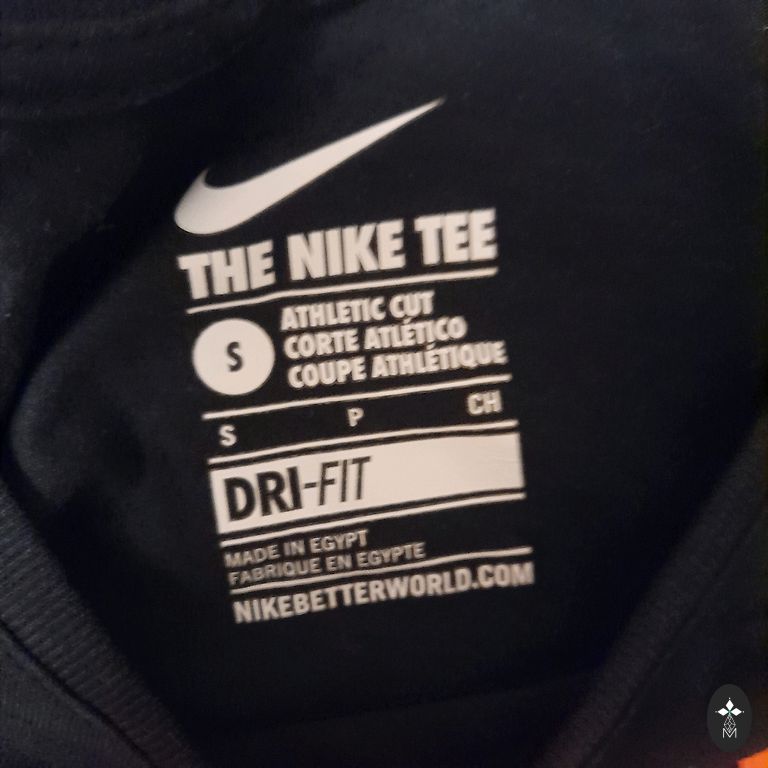 THE NIKE TEE
S
ATHLETIC CUT
CORTE ATLÉTICO
COUPE ATHLÉTIQUE
S P CH
DRI-FIT
MADE IN EGYPT
FABRIQUE EN EGYPTE
NIKEBETTERWORLD.COM
M